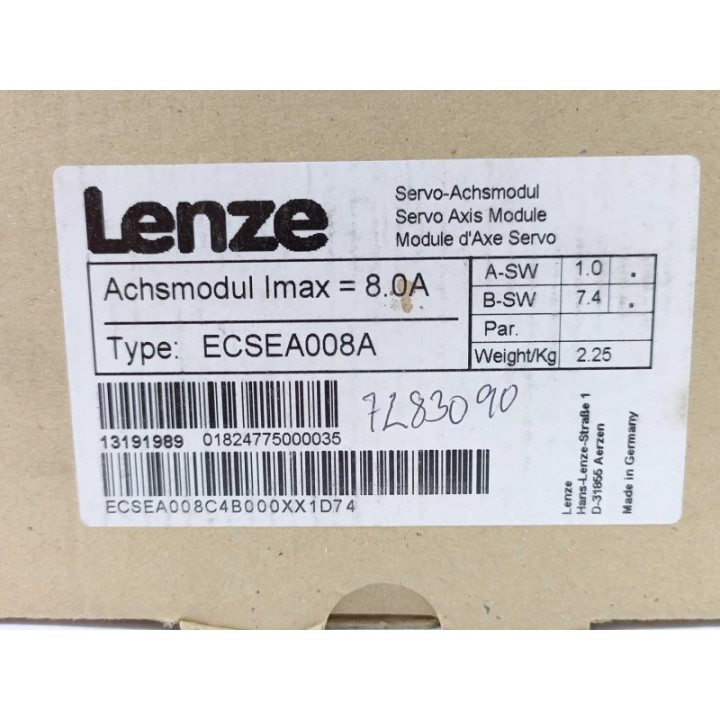 Lenze
Servo-Achsmodul
Servo Axis Module
Module d'Axe Servo
Achsmodul Imax = 8.0A
Type: ECSEA008A
A-SW 1.0 .
B-SW 7.4 .
Par.
Weight/Kg 2.25
13191989 01824775000035
7L83090
ECSEA008C4B000XX1D74
Lenze
Hans-Lenze-Straße 1
D-31855 Aerzen
Made in Germany